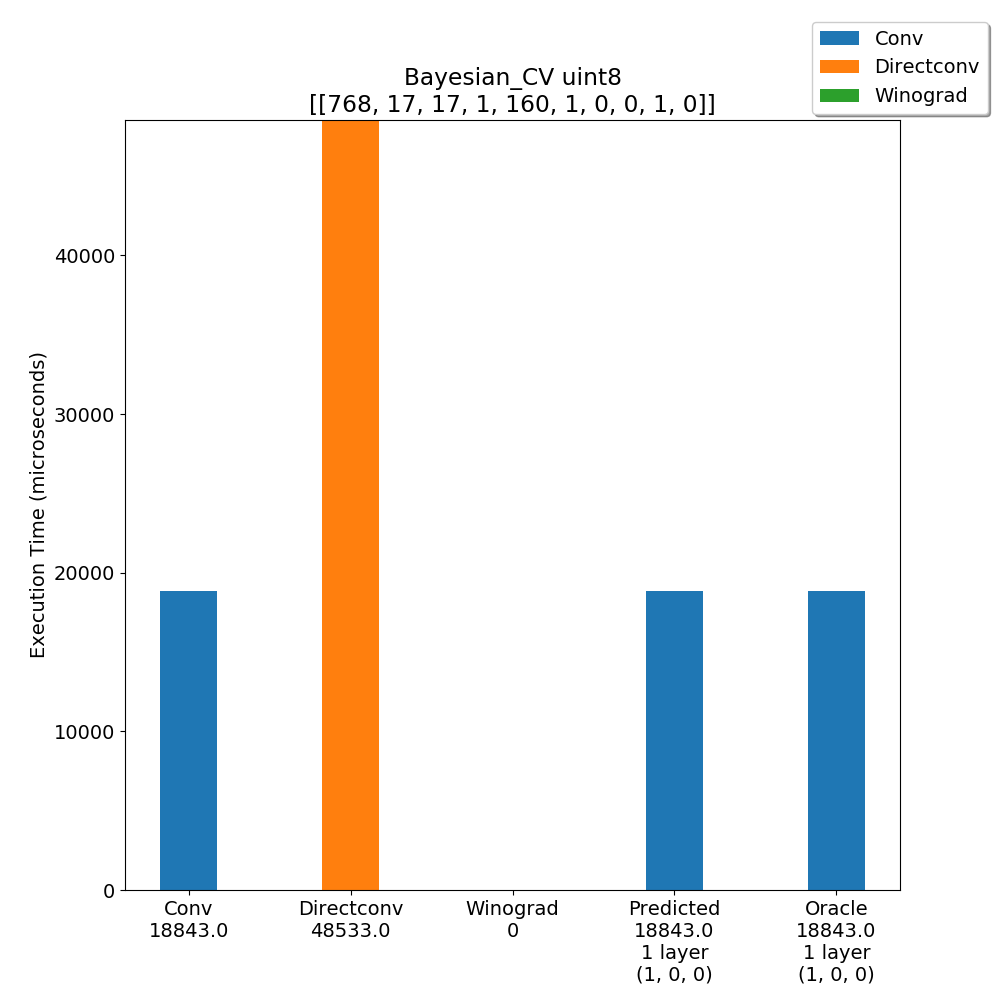 Conv
Directconv
Winograd
Bayesian_CV uint8
[[768, 17, 17, 1, 160, 1, 0, 0, 1, 0]]
Execution Time (microseconds)
40000
30000
20000
10000
0
Conv
18843.0
Directconv
48533.0
Winograd
0
Predicted
18843.0
1 layer
(1, 0, 0)
Oracle
18843.0
1 layer
(1, 0, 0)